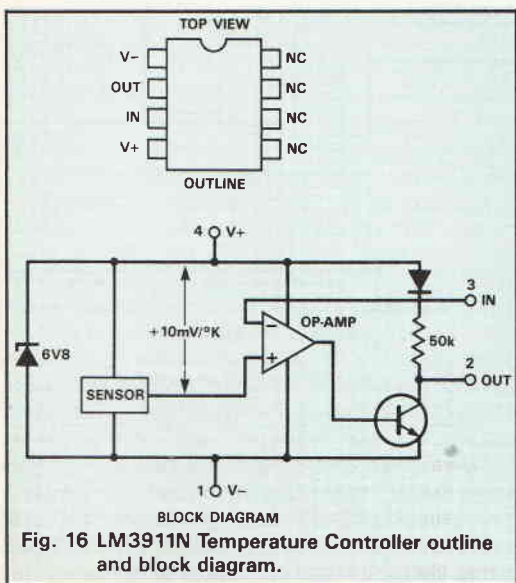 TOP VIEW
V−
NC
OUT
NC
IN
NC
V+
NC
OUTLINE
4
V+
3
IN
+10mV/°K
OP-AMP
−
+
6V8
50k
2
OUT
SENSOR
1
V−
BLOCK DIAGRAM
Fig. 16 LM3911N Temperature Controller outline
and block diagram.